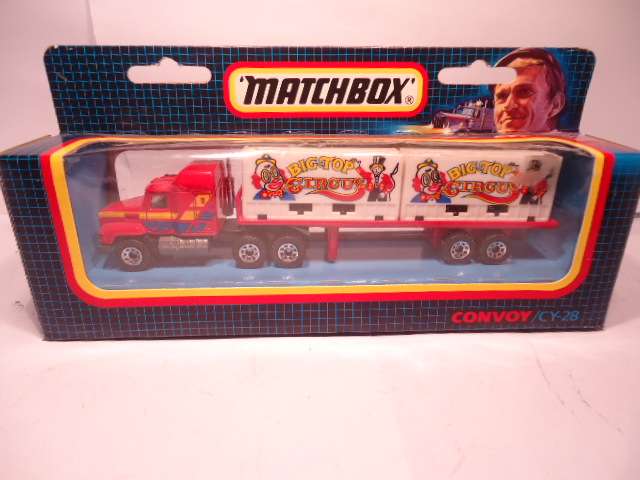 'MATCHBOX'®
BIG TOP
CIRCUS
BIG TOP
CIRCUS
CONVOY/CY-28